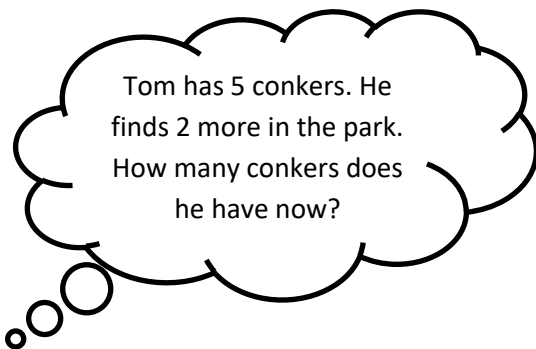 Tom has 5 conkers. He
finds 2 more in the park.
How many conkers does
he have now?